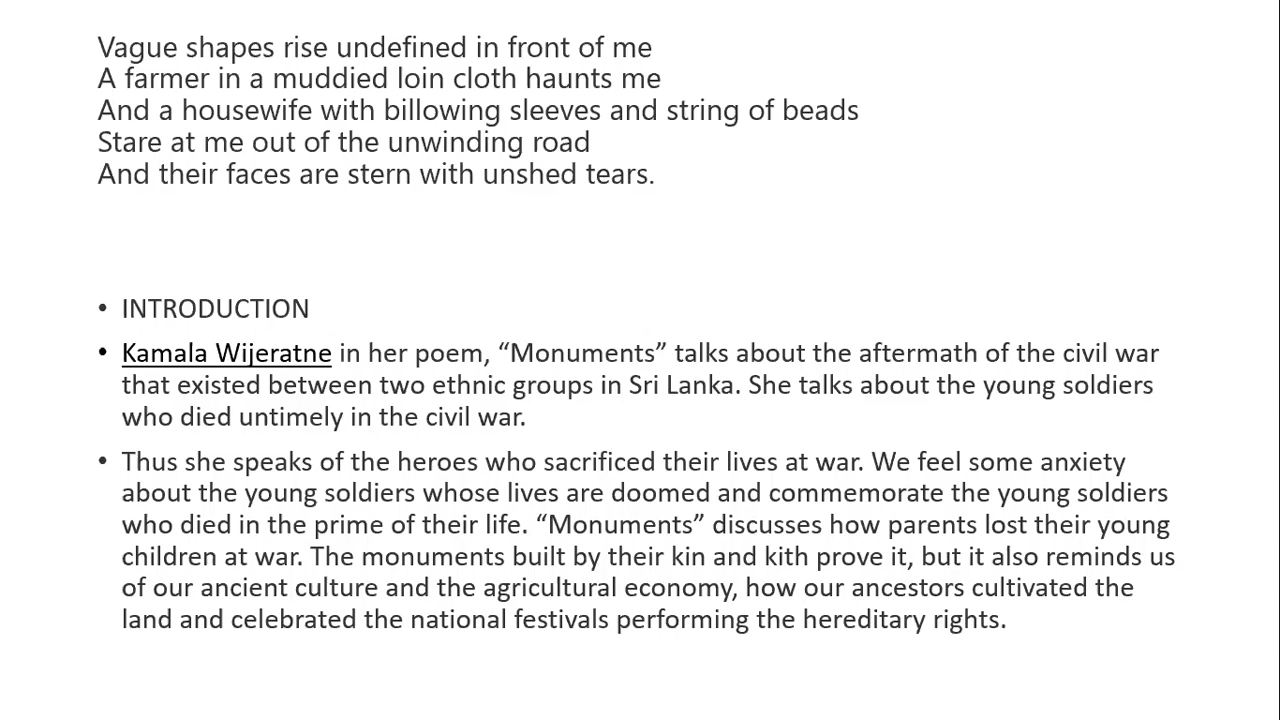 Vague shapes rise undefined in front of me
A farmer in a muddied loin cloth haunts me
And a housewife with billowing sleeves and string of beads
Stare at me out of the unwinding road
And their faces are stern with unshed tears.
• INTRODUCTION
• Kamala Wijeratne in her poem, “Monuments” talks about the aftermath of the civil war
that existed between two ethnic groups in Sri Lanka. She talks about the young soldiers
who died untimely in the civil war.
• Thus she speaks of the heroes who sacrificed their lives at war. We feel some anxiety
about the young soldiers whose lives are doomed and commemorate the young soldiers
who died in the prime of their life. “Monuments” discusses how parents lost their young
children at war. The monuments built by their kin and kith prove it, but it also reminds us
of our ancient culture and the agricultural economy, how our ancestors cultivated the
land and celebrated the national festivals performing the hereditary rights.